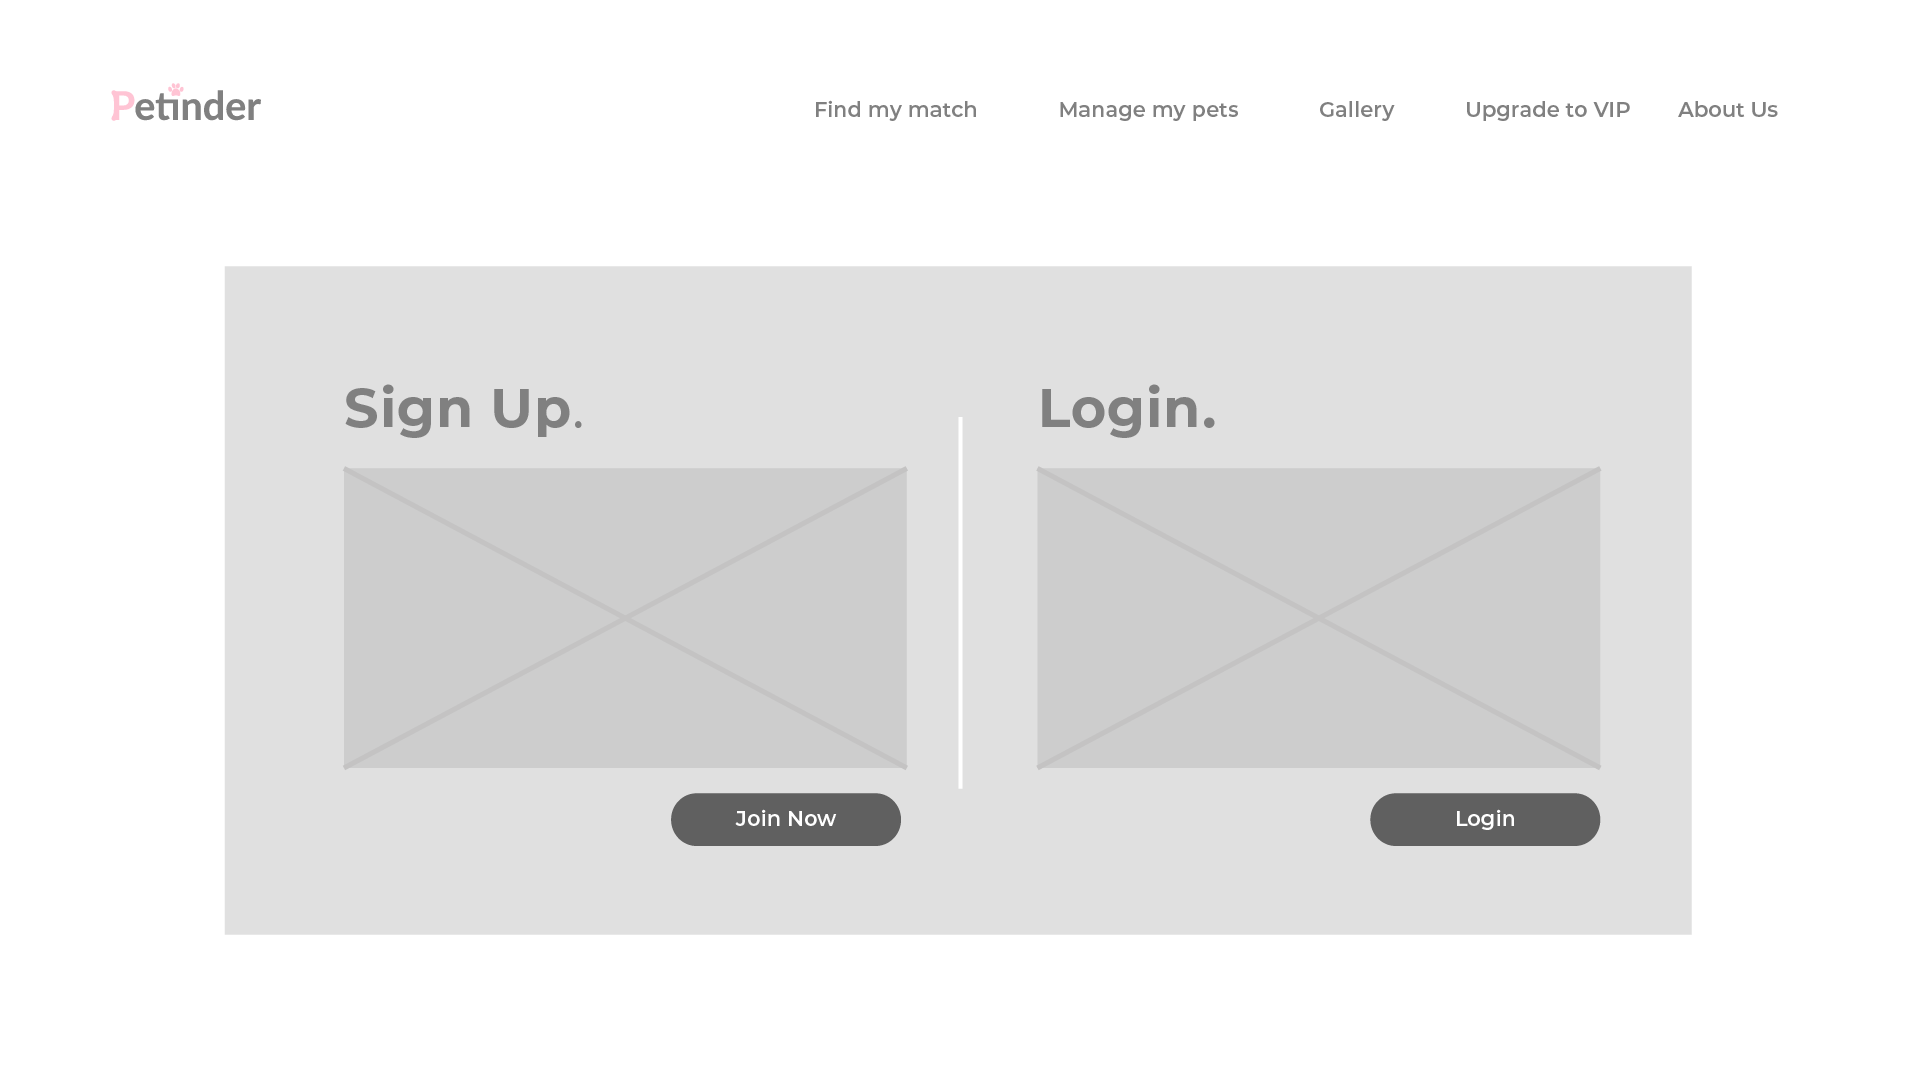 Petinder
Find my match
Manage my pets
Gallery
Upgrade to VIP
About Us
Sign Up.
Login.
Join Now
Login